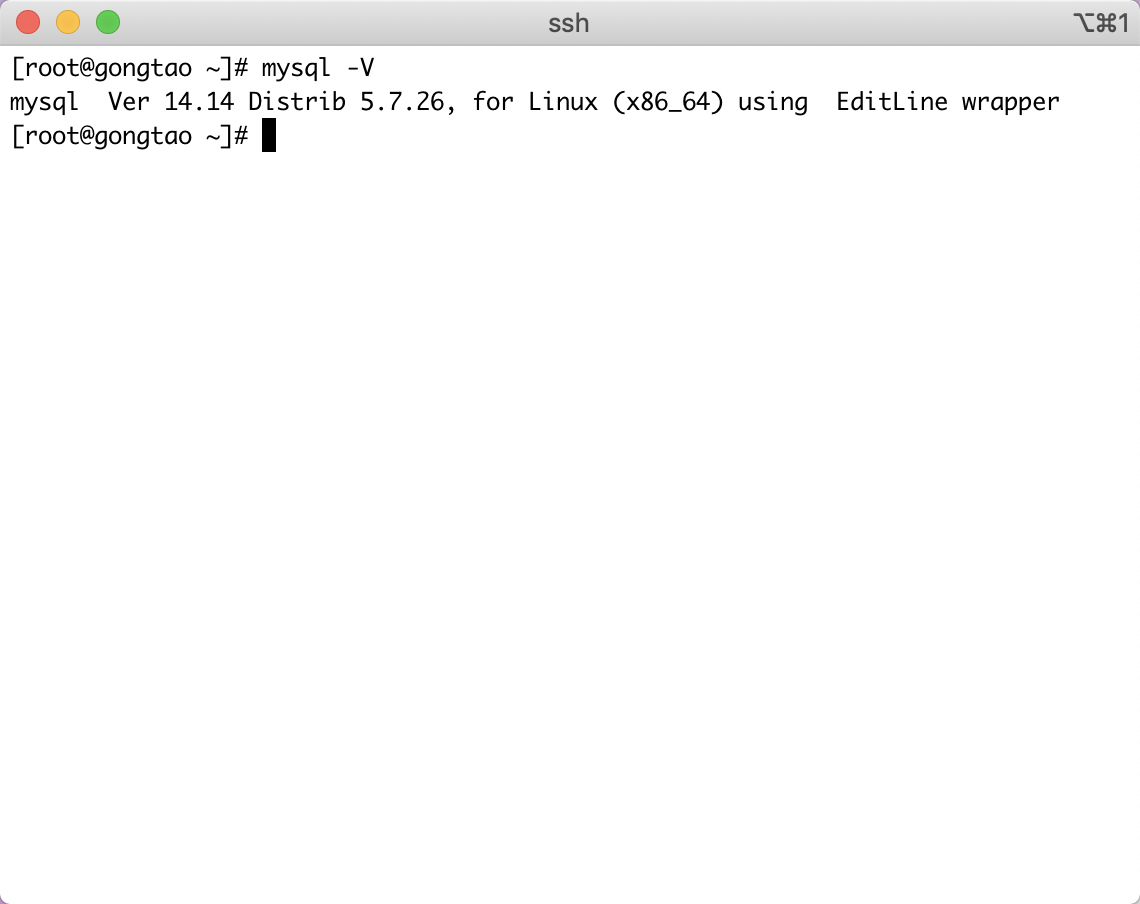 ssh
⌥⌘1
[root@gongtao ~]# mysql -V
mysql  Ver 14.14 Distrib 5.7.26, for Linux (x86_64) using  EditLine wrapper
[root@gongtao ~]#